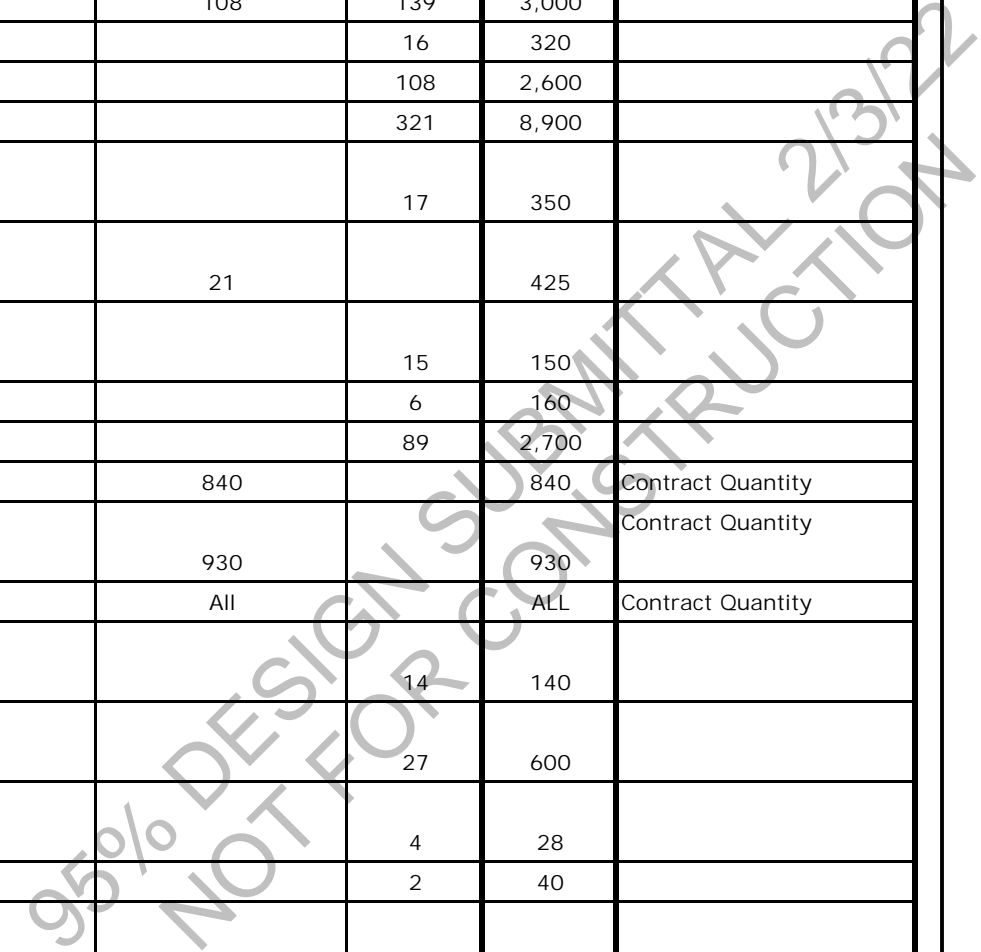 108 139 3,000
16 320
108 2,600
321 8,900
17 350
21 425
15 150
6 160
89 2,700
840 840 Contract Quantity
Contract Quantity
930 930
All ALL Contract Quantity
14 140
27 600
4 28
2 40
95% DESIGN SUBMITTAL 2/3/22
NOT FOR CONSTRUCTION